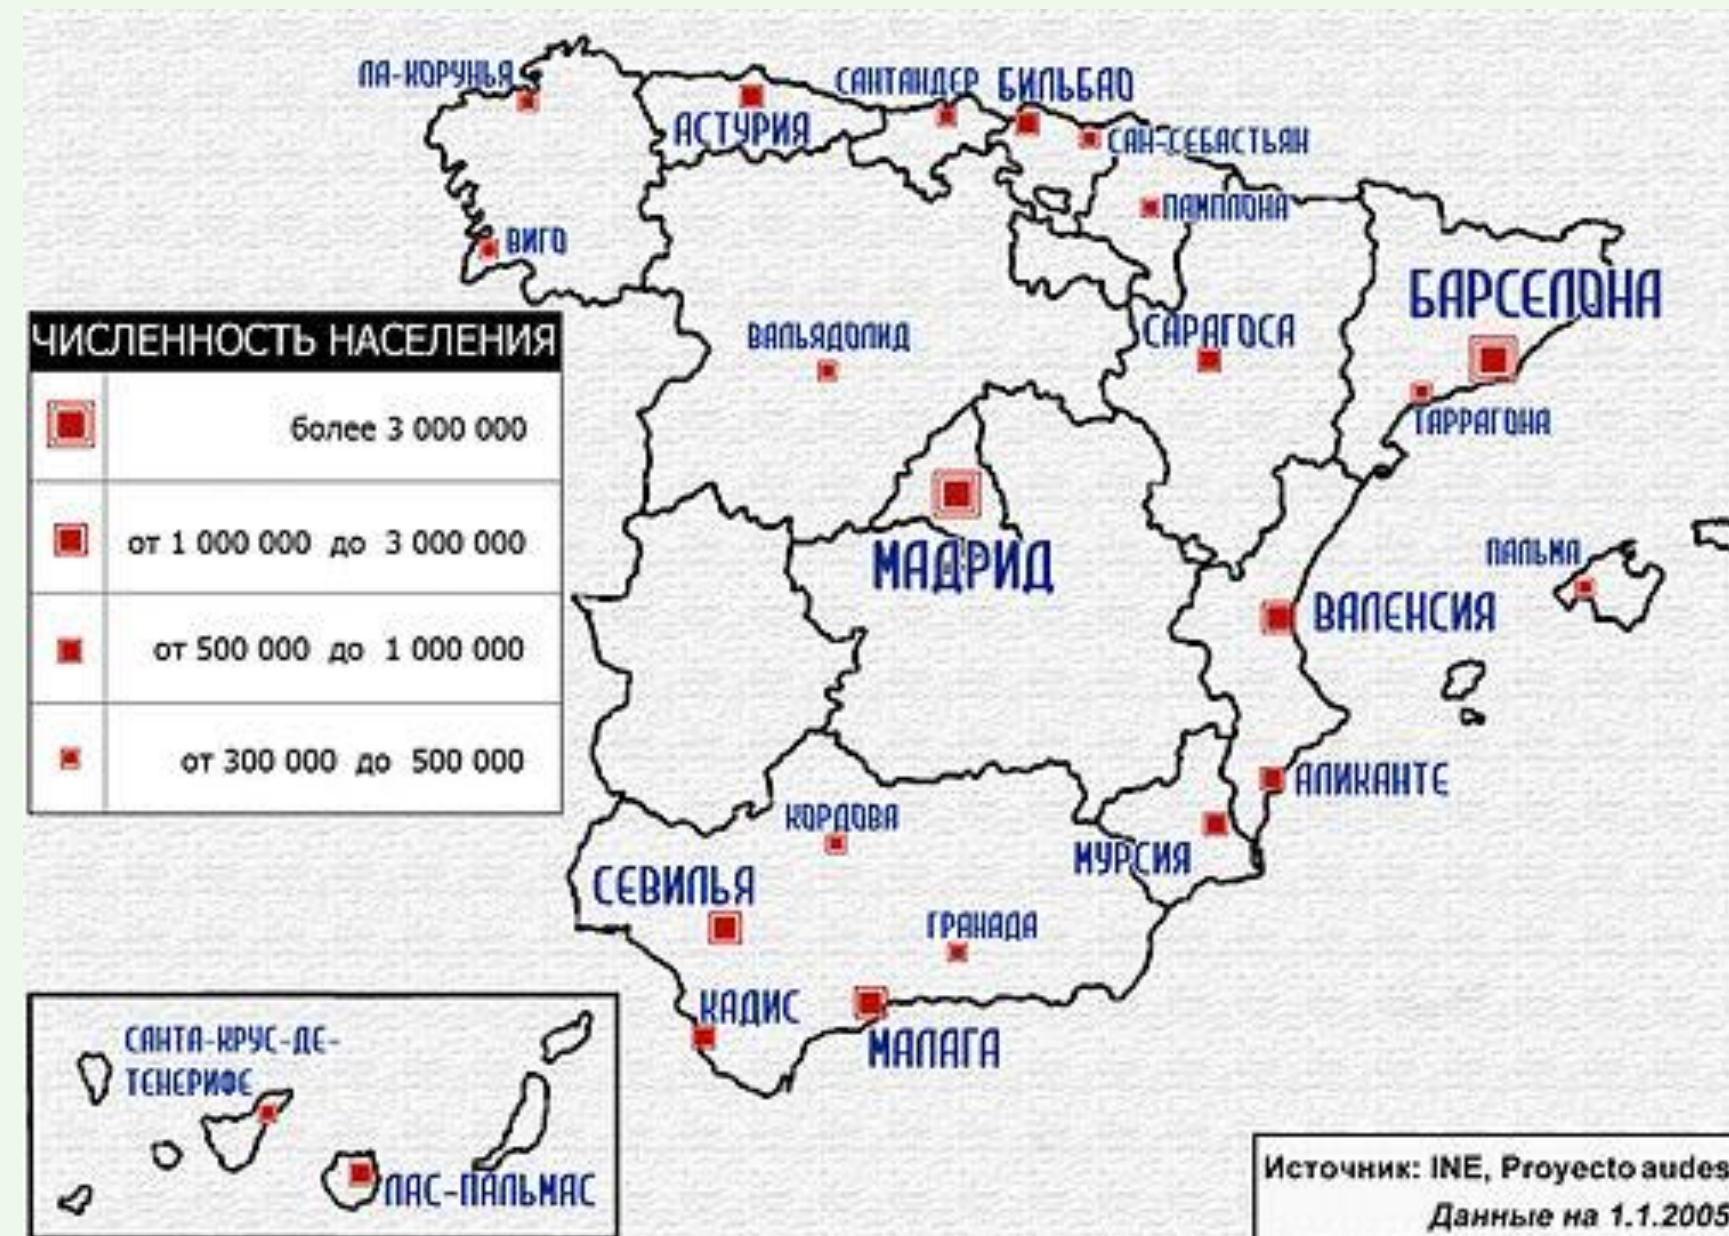 ЛА-КОРУНЬЯ
АСТУРИЯ
САНТАНДЕР
БИЛЬБАО
САН-СЕБАСТЬЯН
ПАМПЛОНА
ВИГО
БАРСЕЛОНА
ЧИСЛЕННОСТЬ НАСЕЛЕНИЯ
более 3 000 000
от 1 000 000 до 3 000 000
от 500 000 до 1 000 000
от 300 000 до 500 000
ВАЛЬЯДОЛИД
САРАГОСА
ТАРРАГОНА
МАДРИД
ПАЛЬМА
ВАЛЕНСИЯ
АЛИКАНТЕ
КОРДОВА
МУРСИЯ
СЕВИЛЬЯ
ГРАНАДА
КАДИС
МАЛАГА
САНТА-КРУС-ДЕ-
ТЕНЕРИФЕ
ЛАС-ПАЛЬМАС
Источник: INE, Proyecto audes
Данные на 1.1.2005